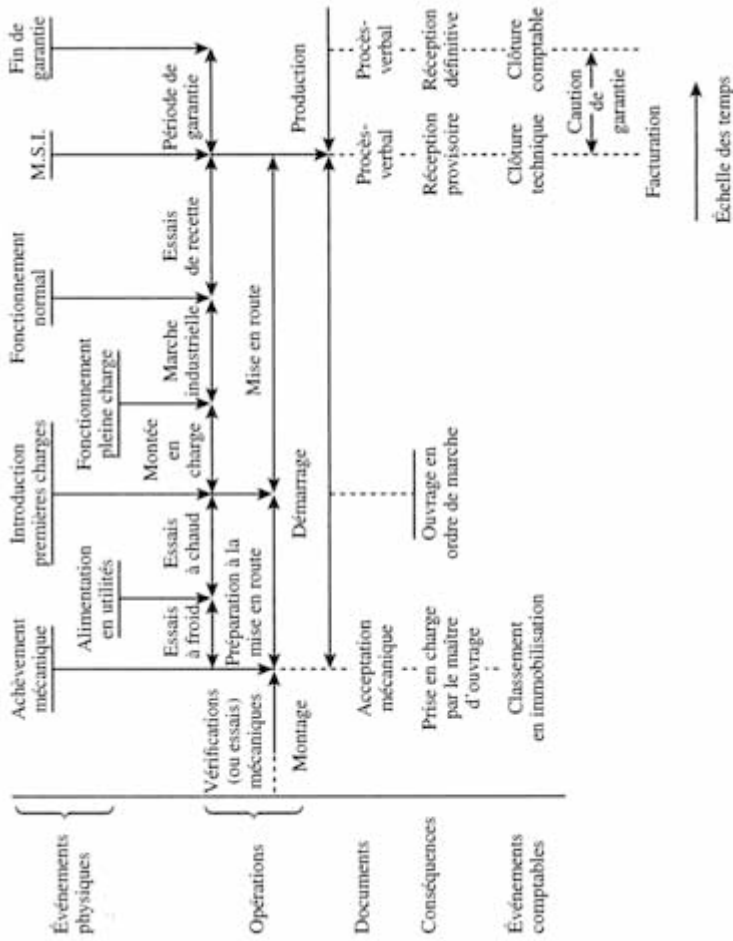 Événements
physiques
Achèvement
mécanique
Alimentation
en utilités
Introduction
premières charges
Fonctionnement
pleine charge
Fonctionnement
normal
M.S.I.
Fin de
garantie
Opérations
Vérifications
(ou essais)
mécaniques
Essais
à froid
Essais
à chaud
Montée
en
charge
Marche
industrielle
Essais
de recette
Période de
garantie
Préparation à la
mise en route
Mise en route
Montage
Démarrage
Production
Documents
Acceptation
mécanique
Procès-
verbal
Procès-
verbal
Conséquences
Prise en charge
par le maître
d'ouvrage
Ouvrage en
ordre de marche
Réception
provisoire
Réception
définitive
Événements
comptables
Classement
en immobilisation
Clôture
technique
Clôture
comptable
Caution
de
garantie
Facturation
Échelle des temps